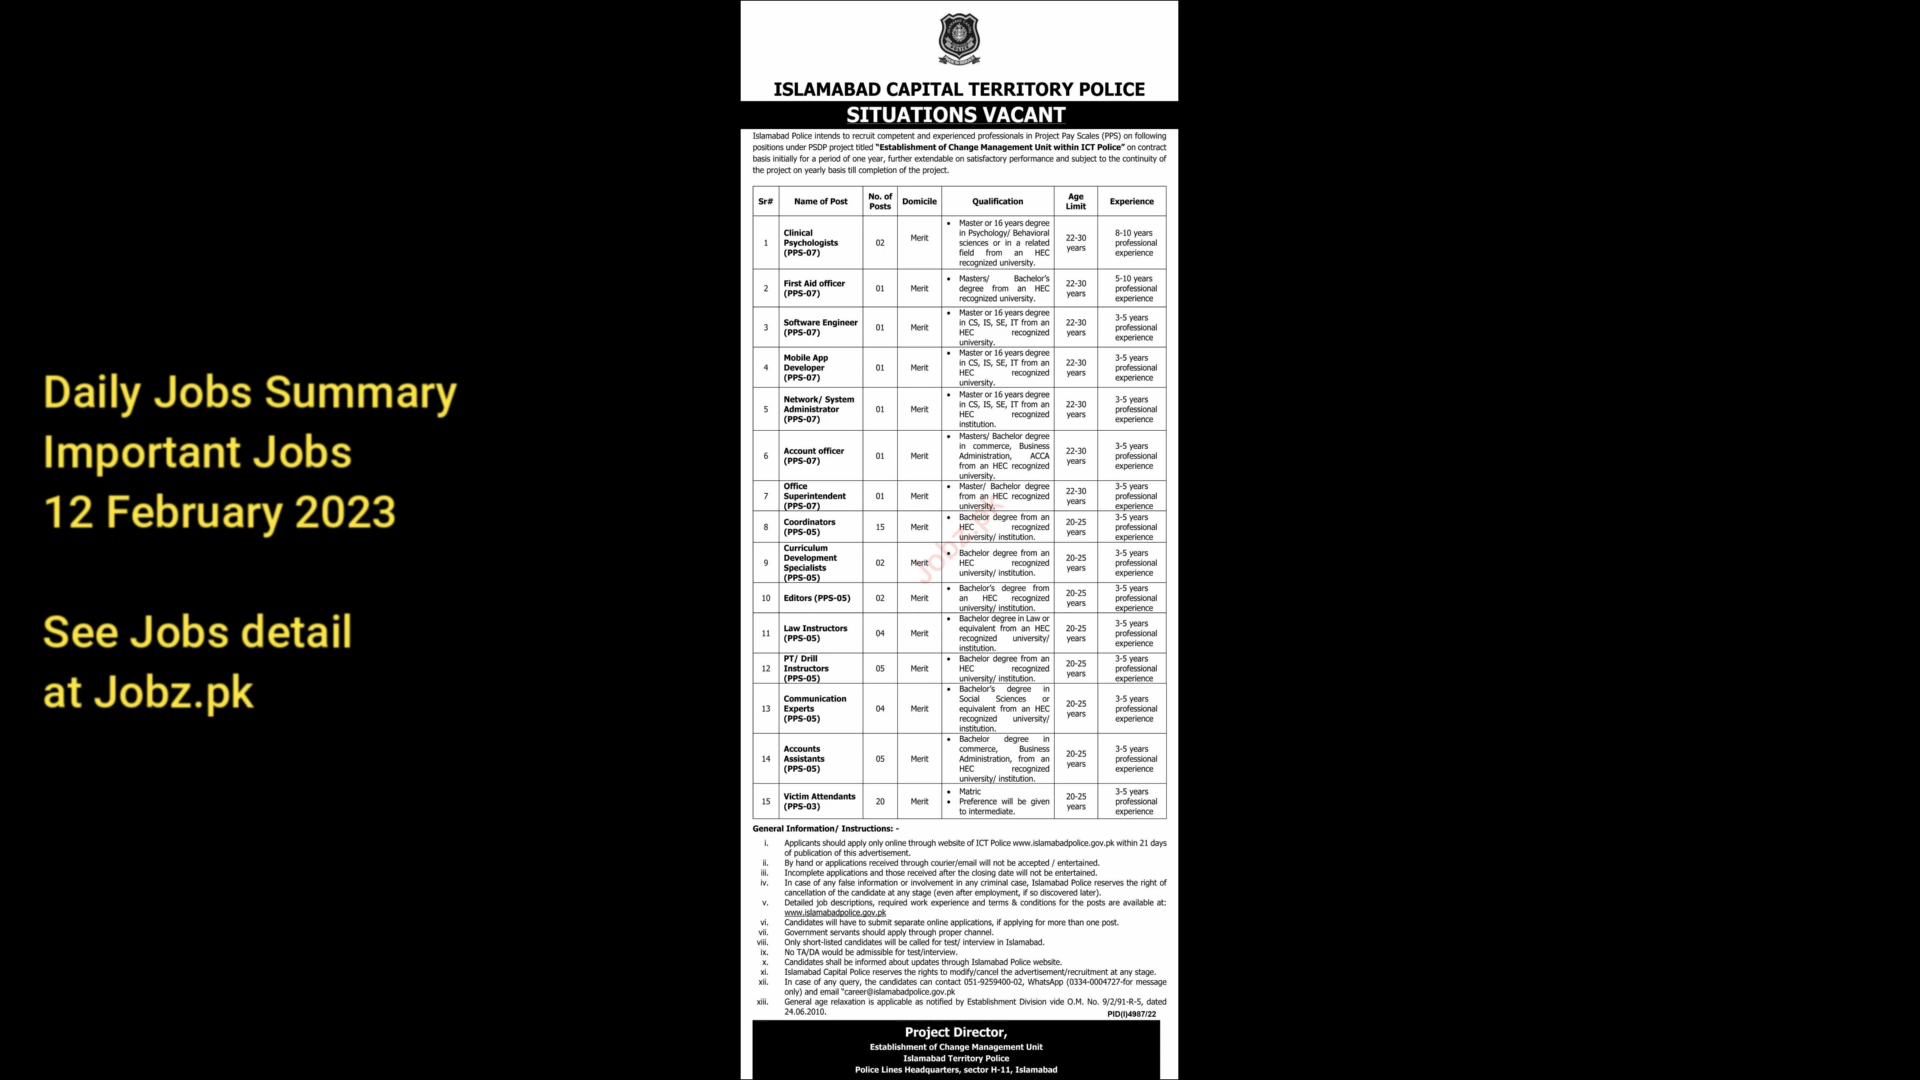 Daily Jobs Summary
Important Jobs
12 February 2023
See Jobs detail
at Jobz.pk
ISLAMABAD CAPITAL TERRITORY POLICE
SITUATIONS VACANT
Islamabad Police intends to recruit competent and experienced professionals in Project Pay Scales (PPS) on following
positions under PSDP project titled “Establishment of Change Management Unit within ICT Police” on contract
basis initially for a period of one year, further extendable on satisfactory performance and subject to the continuity of
the project on yearly basis till completion of the project.
Sr# Name of Post No. of Posts Domicile Qualification Age Limit Experience
1 Clinical Psychologists (PPS-07) 02 Merit • Master or 16 years degree in Psychology/ Behavioral sciences or in a related field from an HEC recognized university. 22-30 years 8-10 years professional experience
2 First Aid officer (PPS-07) 01 Merit • Masters/ Bachelor’s degree from an HEC recognized university. 22-30 years 5-10 years professional experience
3 Software Engineer (PPS-07) 01 Merit • Master or 16 years degree in CS, IS, SE, IT from an HEC recognized university. 22-30 years 3-5 years professional experience
4 Mobile App Developer (PPS-07) 01 Merit • Master or 16 years degree in CS, IS, SE, IT from an HEC recognized university. 22-30 years 3-5 years professional experience
5 Network/ System Administrator (PPS-07) 01 Merit • Master or 16 years degree in CS, IS, SE, IT from an HEC recognized institution. 22-30 years 3-5 years professional experience
6 Account officer (PPS-07) 01 Merit • Masters/ Bachelor degree in commerce, Business Administration, ACCA from an HEC recognized university. 22-30 years 3-5 years professional experience
7 Office Superintendent (PPS-07) 01 Merit • Master/ Bachelor degree from an HEC recognized university. 22-30 years 3-5 years professional experience
8 Coordinators (PPS-05) 15 Merit • Bachelor degree from an HEC recognized university/ institution. 20-25 years 3-5 years professional experience
9 Curriculum Development Specialists (PPS-05) 02 Merit • Bachelor degree from an HEC recognized university/ institution. 20-25 years 3-5 years professional experience
10 Editors (PPS-05) 02 Merit • Bachelor’s degree from an HEC recognized university/ institution. 20-25 years 3-5 years professional experience
11 Law Instructors (PPS-05) 04 Merit • Bachelor degree in Law or equivalent from an HEC recognized university/ institution. 20-25 years 3-5 years professional experience
12 PT/ Drill Instructors (PPS-05) 05 Merit • Bachelor degree from an HEC recognized university/ institution. 20-25 years 3-5 years professional experience
13 Communication Experts (PPS-05) 04 Merit • Bachelor’s degree in Social Sciences or equivalent from an HEC recognized university/ institution. 20-25 years 3-5 years professional experience
14 Accounts Assistants (PPS-05) 05 Merit • Bachelor degree in commerce, Business Administration, from an HEC recognized university/ institution. 20-25 years 3-5 years professional experience
15 Victim Attendants (PPS-03) 20 Merit • Matric • Preference will be given to intermediate. 20-25 years 3-5 years professional experience
Jobz.pk
General Information/ Instructions: -
i. Applicants should apply only online through website of ICT Police www.islamabadpolice.gov.pk within 21 days
of publication of this advertisement.
ii. By hand or applications received through courier/email will not be accepted / entertained.
iii. Incomplete applications and those received after the closing date will not be entertained.
iv. In case of any false information or involvement in any criminal case, Islamabad Police reserves the right of
cancellation of the candidate at any stage (even after employment, if so discovered later).
v. Detailed job descriptions, required work experience and terms & conditions for the posts are available at:
www.islamabadpolice.gov.pk
vi. Candidates will have to submit separate online applications, if applying for more than one post.
vii. Government servants should apply through proper channel.
viii. Only short-listed candidates will be called for test/ interview in Islamabad.
ix. No TA/DA would be admissible for test/interview.
x. Candidates shall be informed about updates through Islamabad Police website.
xi. Islamabad Capital Police reserves the rights to modify/cancel the advertisement/recruitment at any stage.
xii. In case of any query, the candidates can contact 051-9259400-02, WhatsApp (0334-0004727-for message
only) and email “career@islamabadpolice.gov.pk
xiii. General age relaxation is applicable as notified by Establishment Division vide O.M. No. 9/2/91-R-5, dated
24.06.2010.
PID(I)4987/22
Project Director,
Establishment of Change Management Unit
Islamabad Territory Police
Police Lines Headquarters, sector H-11, Islamabad